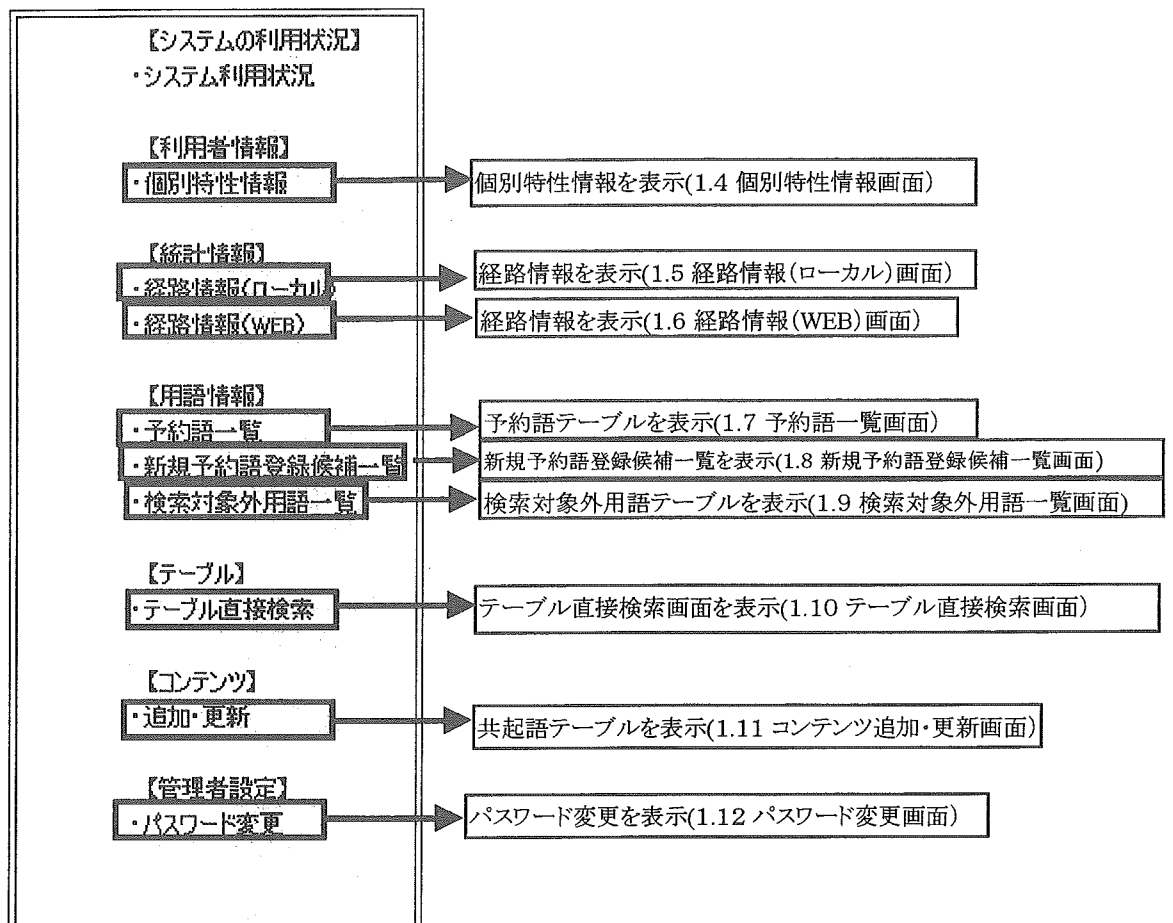 【システムの利用状況】
・システム利用状況
【利用者情報】
・個別特性情報
個別特性情報を表示(1.4 個別特性情報画面)
【統計情報】
・経路情報(ローカル)
経路情報を表示(1.5 経路情報(ローカル)画面)
・経路情報(WEB)
経路情報を表示(1.6 経路情報(WEB)画面)
【用語情報】
・予約語一覧
予約語テーブルを表示(1.7 予約語一覧画面)
・新規予約語登録候補一覧
新規予約語登録候補一覧を表示(1.8 新規予約語登録候補一覧画面)
・検索対象外用語一覧
検索対象外用語テーブルを表示(1.9 検索対象外用語一覧画面)
【テーブル】
・テーブル直接検索
テーブル直接検索画面を表示(1.10 テーブル直接検索画面)
【コンテンツ】
・追加・更新
共起語テーブルを表示(1.11 コンテンツ追加・更新画面)
【管理者設定】
・パスワード変更
パスワード変更を表示(1.12 パスワード変更画面)